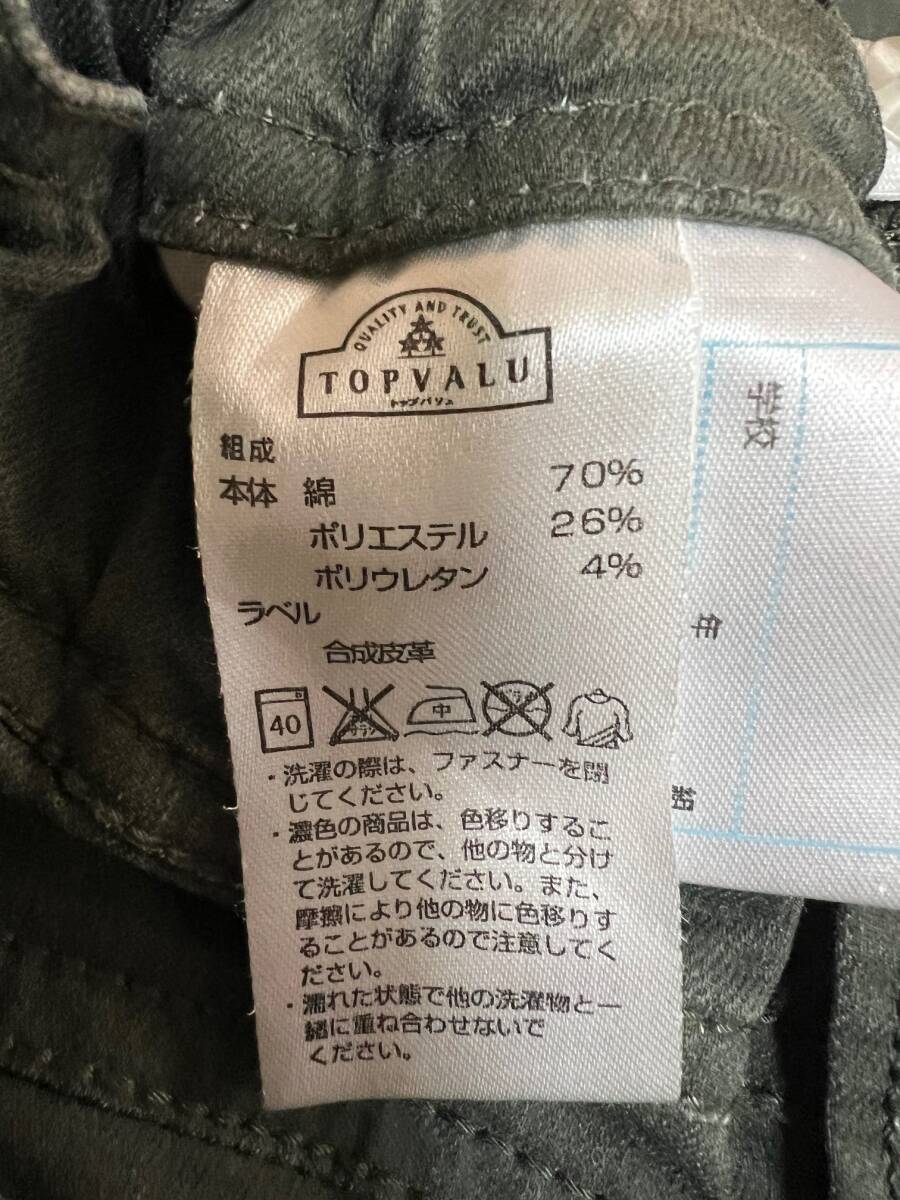 QUALITY AND TRUST
TOPVALU
トップバリュ
組成
本体 綿 70%
ポリエステル 26%
ポリウレタン 4%
ラベル
合成皮革
40
中
・洗濯の際は、ファスナーを閉
じてください。
・濃色の商品は、色移りするこ
とがあるので、他の物と分け
て洗濯してください。また、
摩擦により他の物に色移りす
ることがあるので注意してく
ださい。
・濡れた状態で他の洗濯物と一
緒に重ね合わせないで
ください。
学校
年